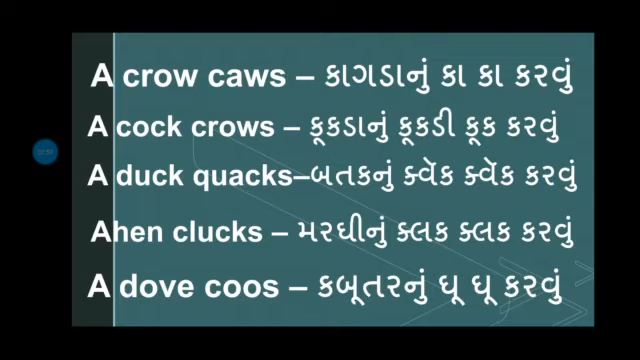 A crow caws – કાગડાનું કા કા કરવું
A cock crows – કૂકડાનું કૂકડી કૂક કરવું
A duck quacks–બતકનું ક્વૅક ક્વૅક કરવું
Ahen clucks – મરઘીનું ક્લક ક્લક કરવું
A dove coos – કબૂતરનું ઘૂ ઘૂ કરવું